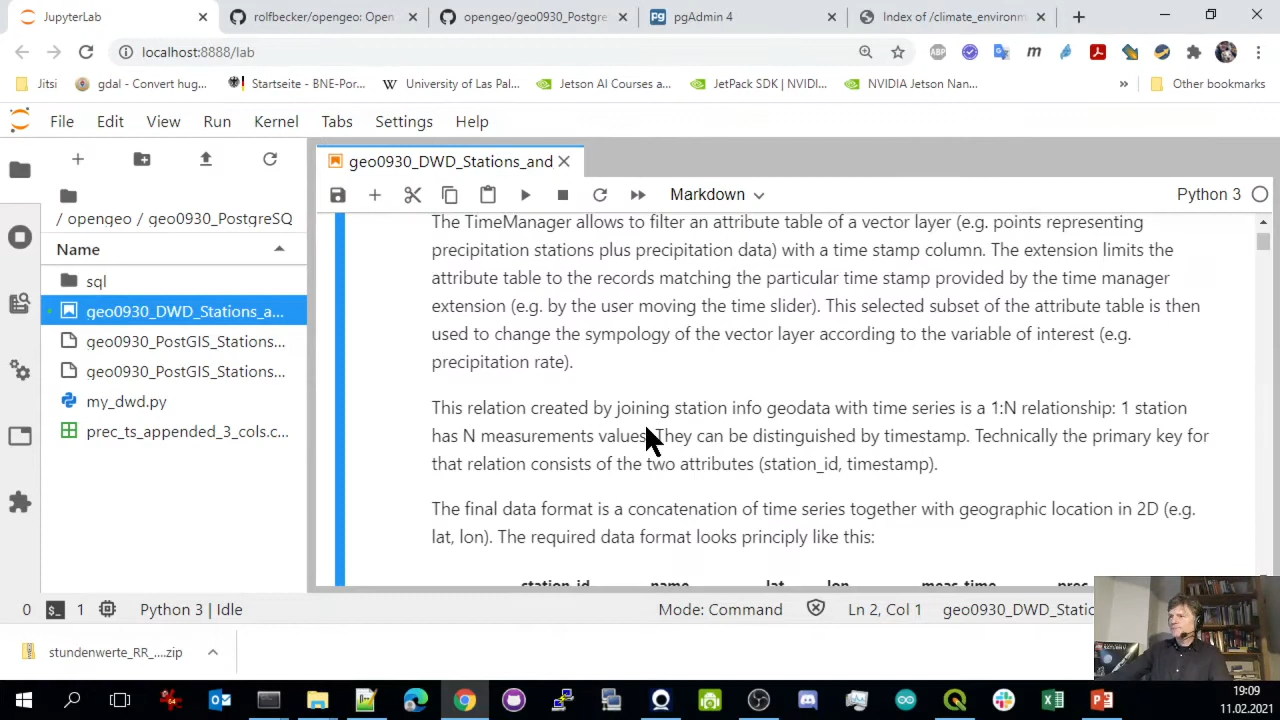 JupyterLab
rolfbecker/opengeo: Open
opengeo/geo0930_Postgre
pgAdmin 4
Index of /climate_environm
localhost:8888/lab
Jitsi
gdal - Convert hug...
Startseite - BNE-Por...
University of Las Pal...
Jetson AI Courses a...
JetPack SDK | NVIDI...
NVIDIA Jetson Nan...
»
Other bookmarks
File Edit View Run Kernel Tabs Settings Help
geo0930_DWD_Stations_and
Markdown
Python 3
/ opengeo / geo0930_PostgreSQ
Name
sql
geo0930_DWD_Stations_a...
geo0930_PostGIS_Stations...
geo0930_PostGIS_Stations...
my_dwd.py
prec_ts_appended_3_cols.c...
The TimeManager allows to filter an attribute table of a vector layer (e.g. points representing
precipitation stations plus precipitation data) with a time stamp column. The extension limits the
attribute table to the records matching the particular time stamp provided by the time manager
extension (e.g. by the user moving the time slider). This selected subset of the attribute table is then
used to change the sympology of the vector layer according to the variable of interest (e.g.
precipitation rate).
This relation created by joining station info geodata with time series is a 1:N relationship: 1 station
has N measurements values. They can be distinguished by timestamp. Technically the primary key for
that relation consists of the two attributes (station_id, timestamp).
The final data format is a concatenation of time series together with geographic location in 2D (e.g.
lat, lon). The required data format looks principly like this:
station_id name lat lon meas_time prec
0 $_ 1 Python 3 | Idle
Mode: Command
Ln 2, Col 1
geo0930_DWD_Static
stundenwerte_RR_....zip
64
19:09
11.02.2021